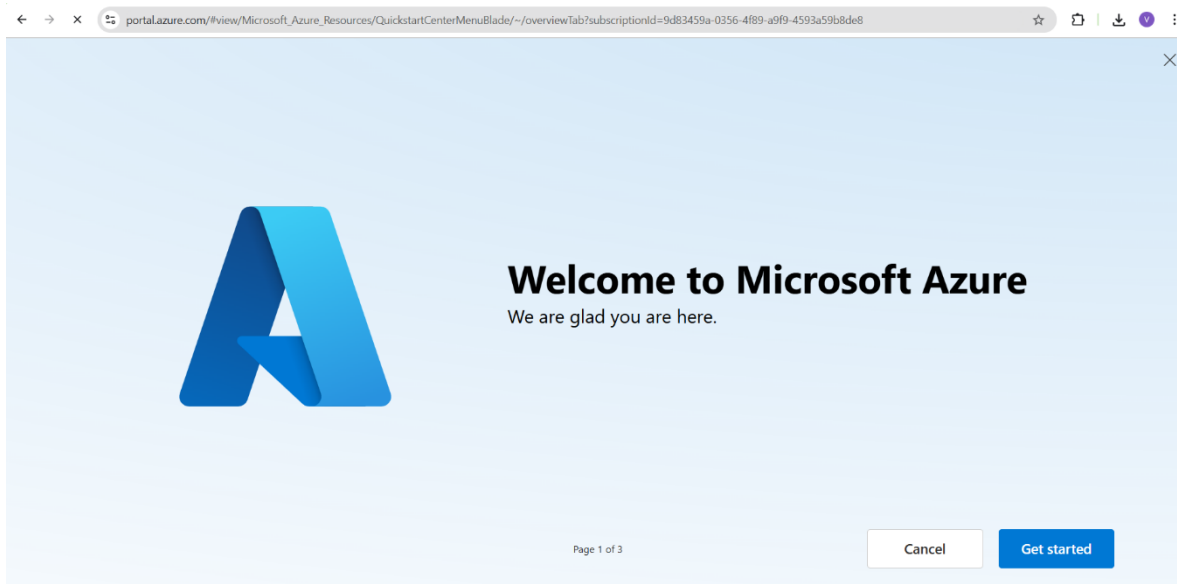 portal.azure.com/#view/Microsoft_Azure_Resources/QuickstartCenterMenuBlade/~/overviewTab?subscriptionId=9d83459a-0356-4f89-a9f9-4593a59b8de8
V
Welcome to Microsoft Azure
We are glad you are here.
Page 1 of 3
Cancel
Get started